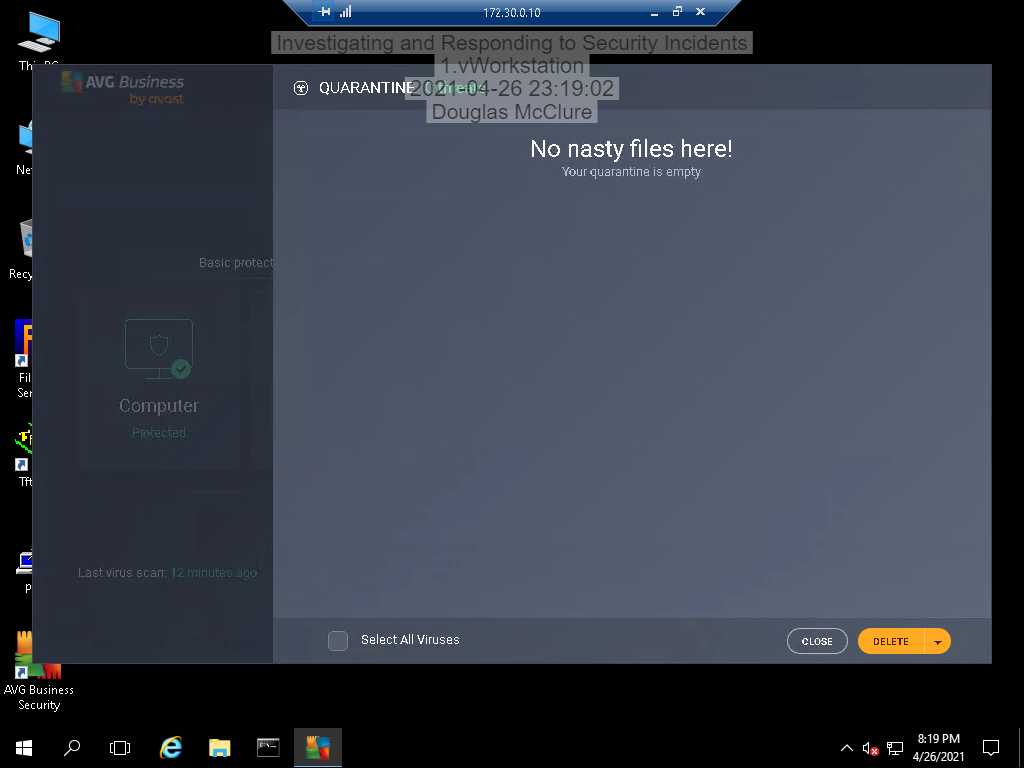 172.30.0.10
Investigating and Responding to Security Incidents
1.vWorkstation
2021-04-26 23:19:02
Douglas McClure
AVG Business
by avast
QUARANTINE
No nasty files here!
Your quarantine is empty
Basic protect
Computer
Protected
Last virus scan: 12 minutes ago
Select All Viruses
CLOSE
DELETE
Thi
Net
Recy
Fil
Ser
Tft
p
AVG Business
Security
8:19 PM
4/26/2021